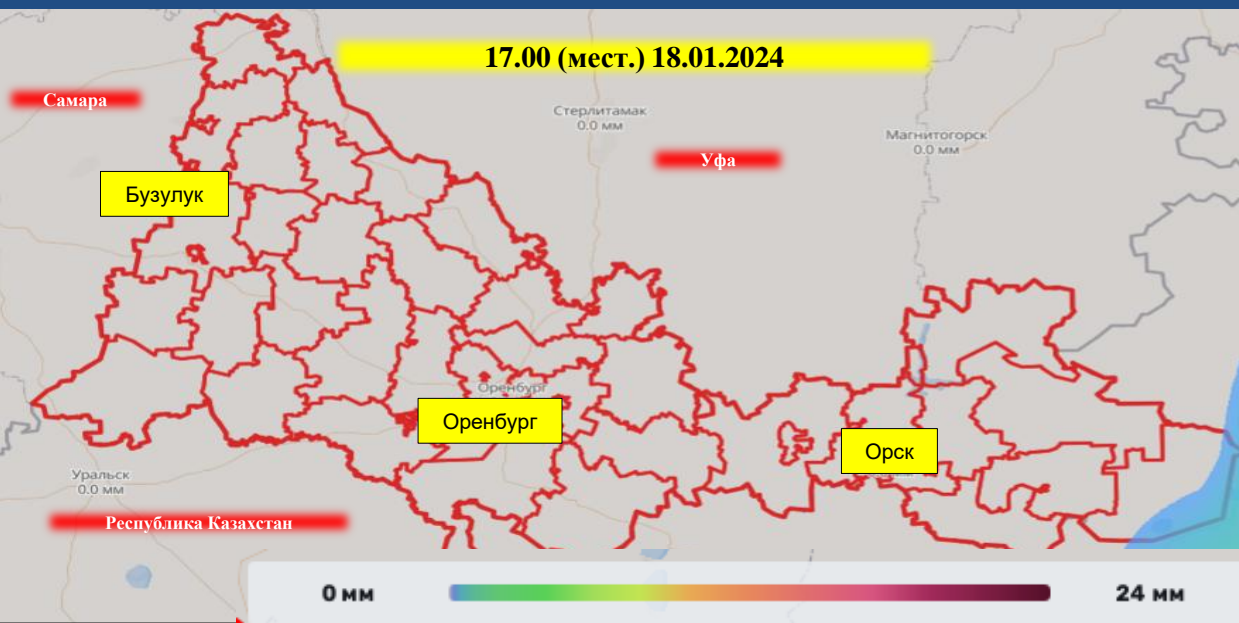 17.00 (мест.) 18.01.2024
Самара
Стерлитамак
0.0 мм
Магнитогорск
0.0 мм
Уфа
Бузулук
Оренбург
Оренбург
Орск
Уральск
0.0 мм
Республика Казахстан
0 мм
24 мм